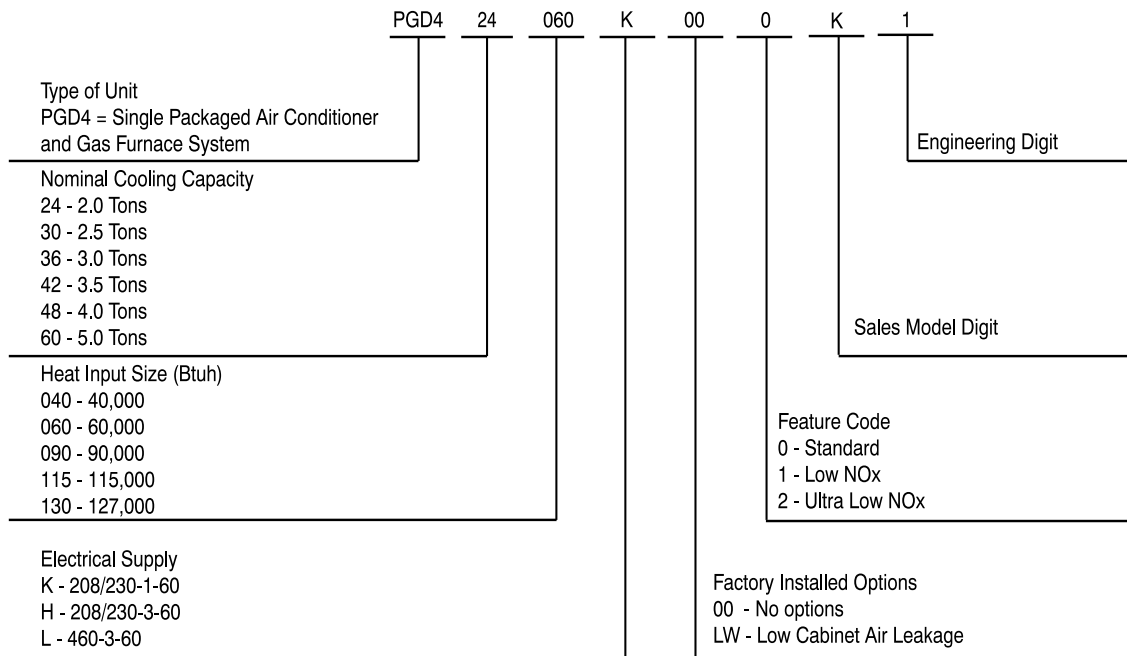 PGD4 24 060 K 00 0 K 1
Type of Unit
PGD4 = Single Packaged Air Conditioner
and Gas Furnace System
Engineering Digit
Nominal Cooling Capacity
24 - 2.0 Tons
30 - 2.5 Tons
36 - 3.0 Tons
42 - 3.5 Tons
48 - 4.0 Tons
60 - 5.0 Tons
Sales Model Digit
Heat Input Size (Btuh)
040 - 40,000
060 - 60,000
090 - 90,000
115 - 115,000
130 - 127,000
Feature Code
0 - Standard
1 - Low NOx
2 - Ultra Low NOx
Electrical Supply
K - 208/230-1-60
H - 208/230-3-60
L - 460-3-60
Factory Installed Options
00 - No options
LW - Low Cabinet Air Leakage